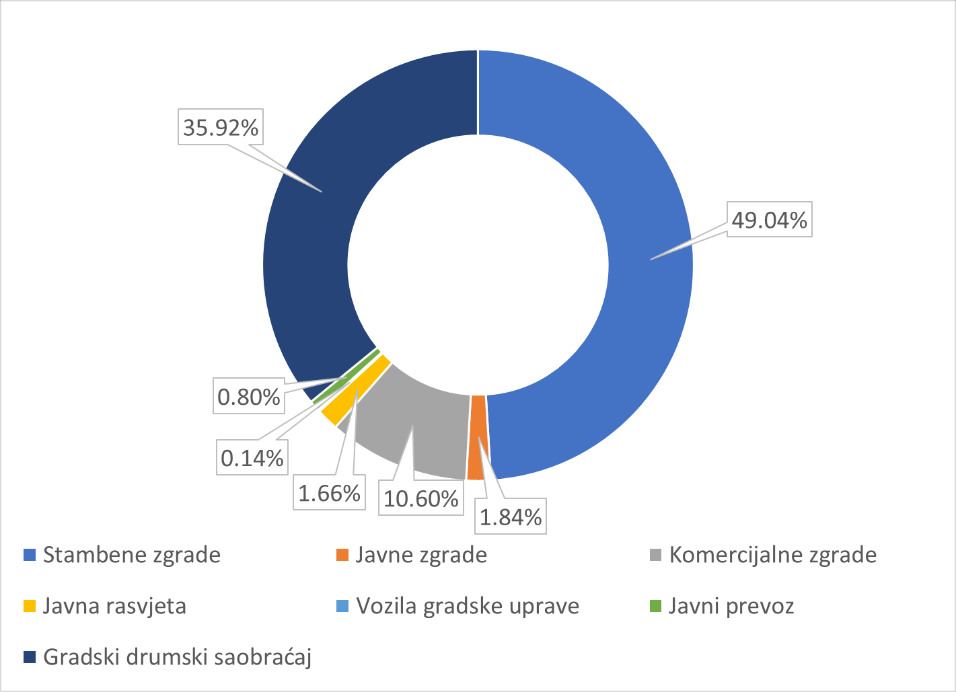 35.92%
49.04%
0.80%
0.14%
1.66%
10.60%
1.84%
Stambene zgrade
Javne zgrade
Komercijalne zgrade
Javna rasvjeta
Vozila gradske uprave
Javni prevoz
Gradski drumski saobraćaj